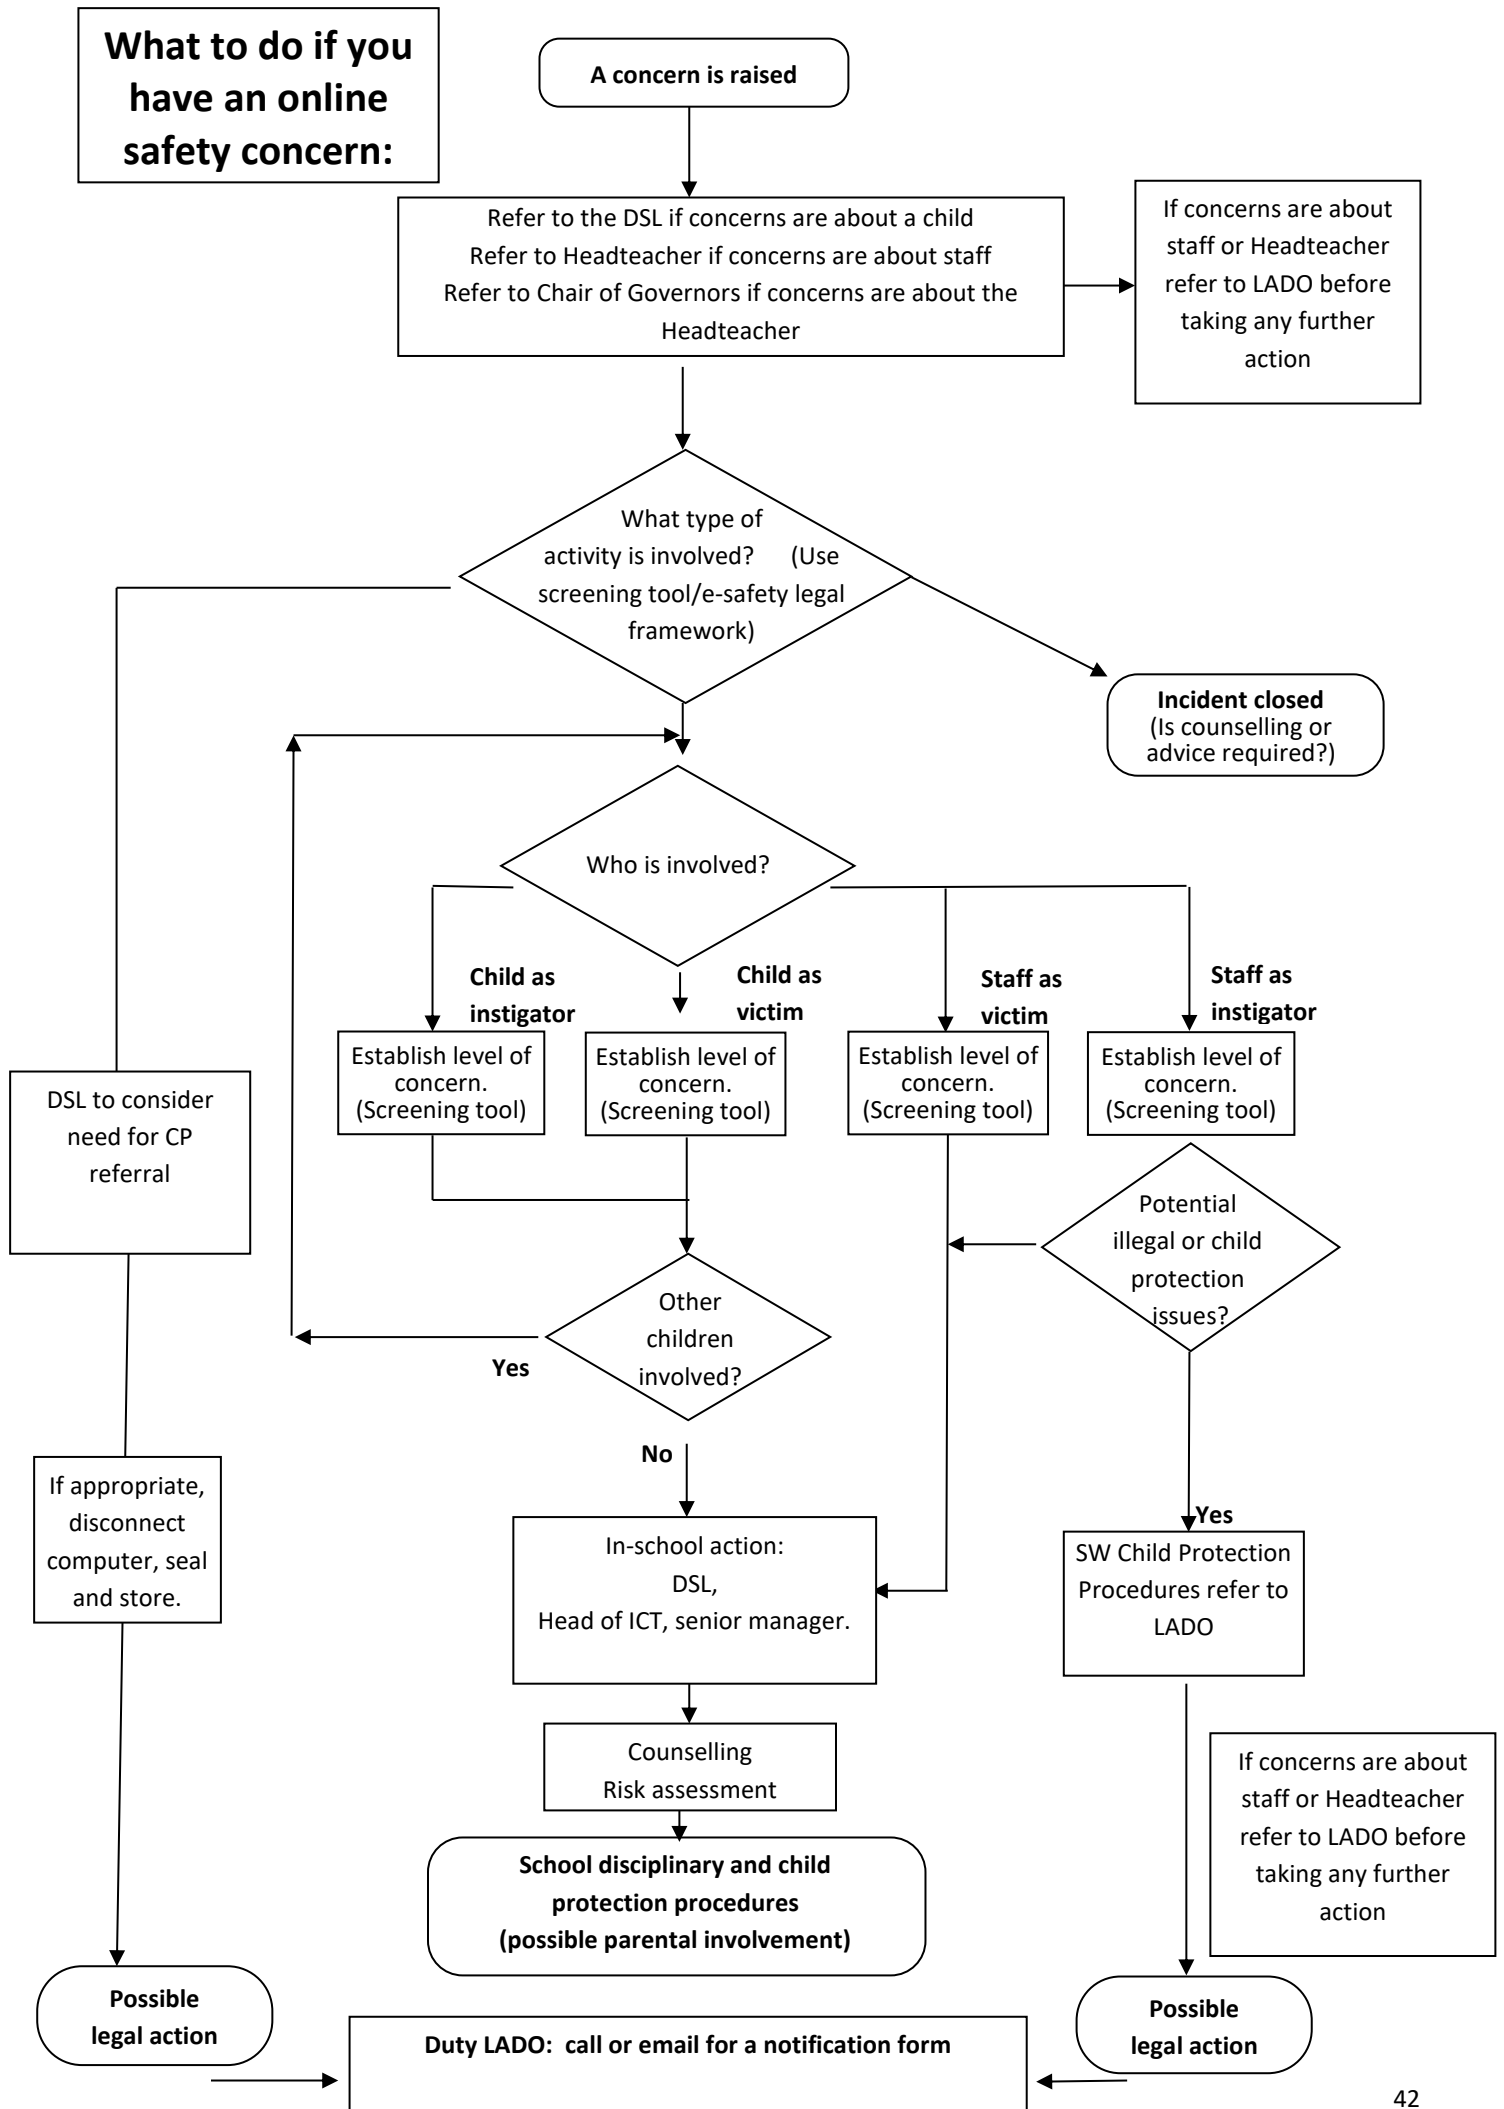 What to do if you
have an online
safety concern:
A concern is raised
Refer to the DSL if concerns are about a child
Refer to Headteacher if concerns are about staff
Refer to Chair of Governors if concerns are about the
Headteacher
If concerns are about
staff or Headteacher
refer to LADO before
taking any further
action
What type of
activity is involved? (Use
screening tool/e-safety legal
framework)
Incident closed
(Is counselling or
advice required?)
Who is involved?
Child as
instigator
Child as
victim
Staff as
victim
Staff as
instigator
Establish level of
concern.
(Screening tool)
Establish level of
concern.
(Screening tool)
Establish level of
concern.
(Screening tool)
Establish level of
concern.
(Screening tool)
DSL to consider
need for CP
referral
Potential
illegal or child
protection
issues?
Other
children
involved?
Yes
No
If appropriate,
disconnect
computer, seal
and store.
In-school action:
DSL,
Head of ICT, senior manager.
Yes
SW Child Protection
Procedures refer to
LADO
Counselling
Risk assessment
If concerns are about
staff or Headteacher
refer to LADO before
taking any further
action
School disciplinary and child
protection procedures
(possible parental involvement)
Possible
legal action
Possible
legal action
Duty LADO: call or email for a notification form
42